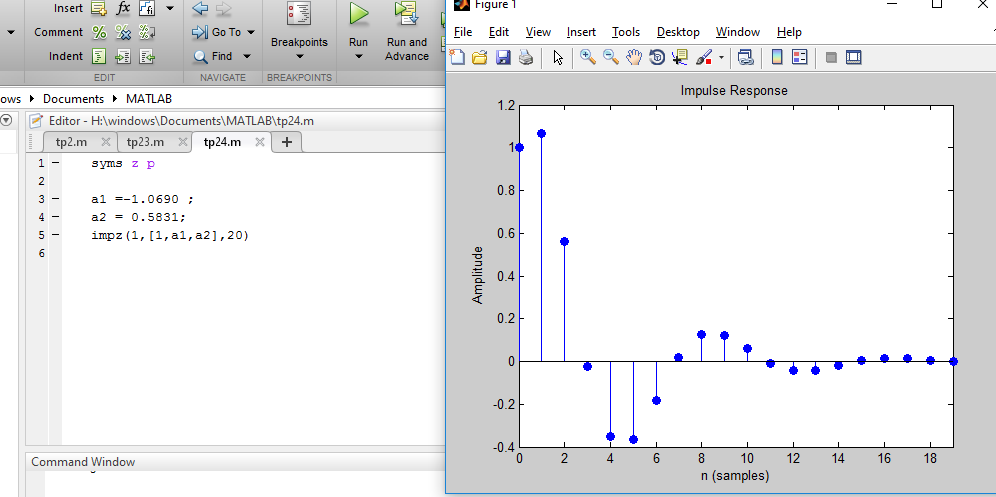 Insert fx fi
Comment
Indent
Go To
Find
Breakpoints
Run
Run and
Advance
EDIT
NAVIGATE
BREAKPOINTS
ows Documents MATLAB
Editor - H:\windows\Documents\MATLAB\tp24.m
tp2.m tp23.m tp24.m
1 - syms z p
2
3 - a1 =-1.0690 ;
4 - a2 = 0.5831;
5 - impz(1,[1,a1,a2],20)
6
Command Window
Figure 1
File Edit View Insert Tools Desktop Window Help
Impulse Response
1.2
1
0.8
0.6
0.4
0.2
0
-0.2
-0.4
Amplitude
0 2 4 6 8 10 12 14 16 18
n (samples)